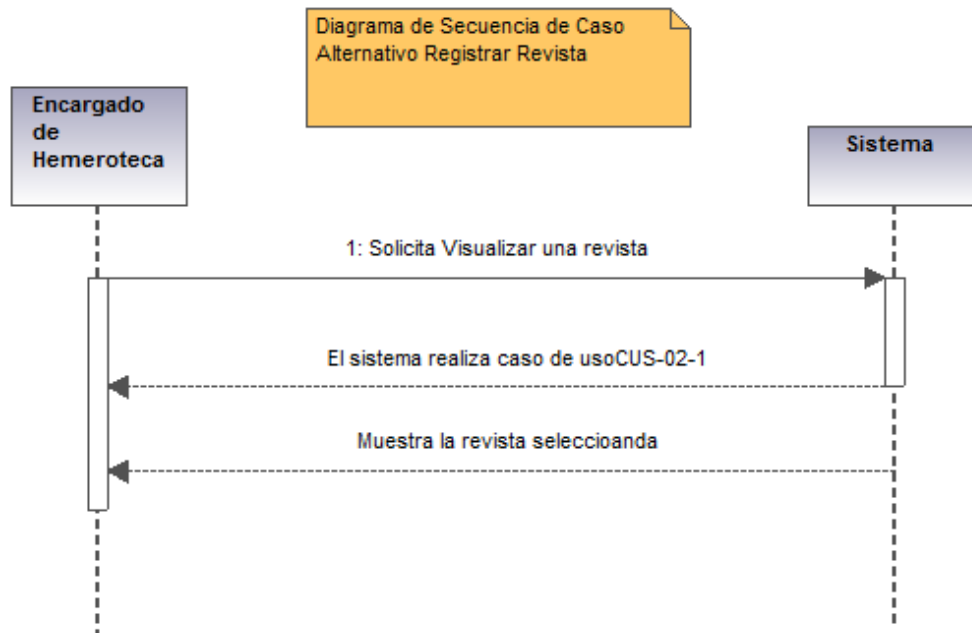 Diagrama de Secuencia de Caso
Alternativo Registrar Revista
Encargado
de
Hemeroteca
Sistema
1: Solicita Visualizar una revista
El sistema realiza caso de usoCUS-02-1
Muestra la revista seleccioanda